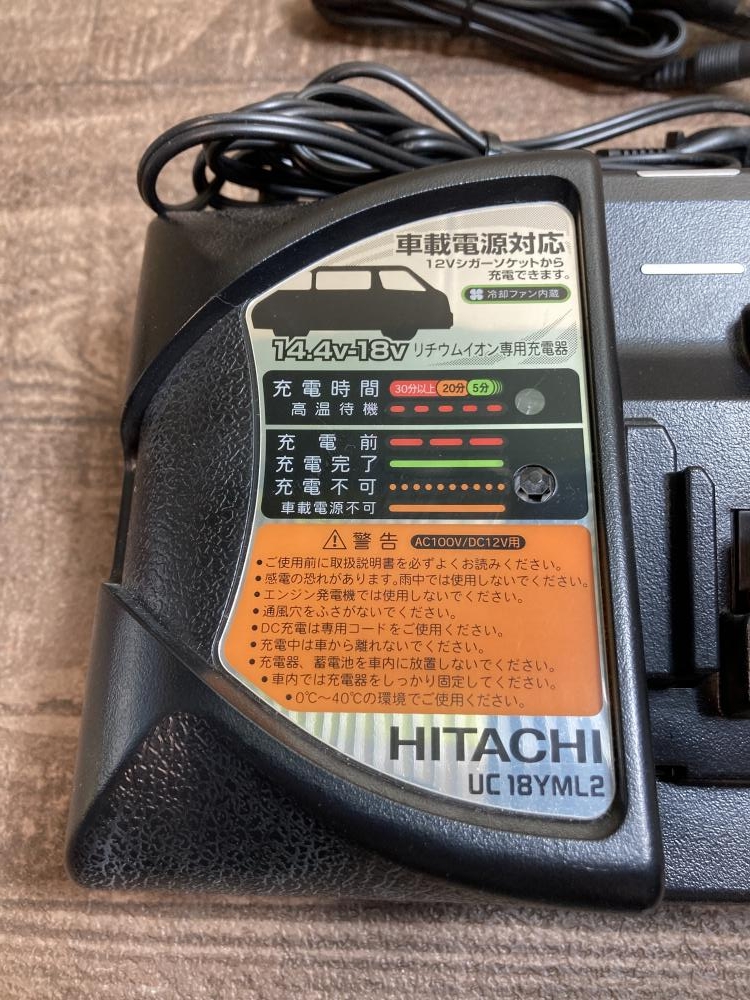 車載電源対応
12Vシガーソケットから
充電できます。
冷却ファン内蔵
14.4V-18V リチウムイオン専用充電器
充電時間 30分以上 20分 5分
高温待機
充電前
充電完了
充電不可
車載電源不可
警告 AC100V/DC12V用
•ご使用前に取扱説明書を必ずよくお読みください。
•感電の恐れがあります。雨中では使用しないでください。
•エンジン発電機では使用しないでください。
•通風穴をふさがないでください。
•DC充電は専用コードをご使用ください。
•充電中は車から離れないでください。
•充電器、蓄電池を車内に放置しないでください。
•車内では充電器をしっかり固定してください。
•0℃〜40℃の環境でご使用ください。
HITACHI
UC 18YML2